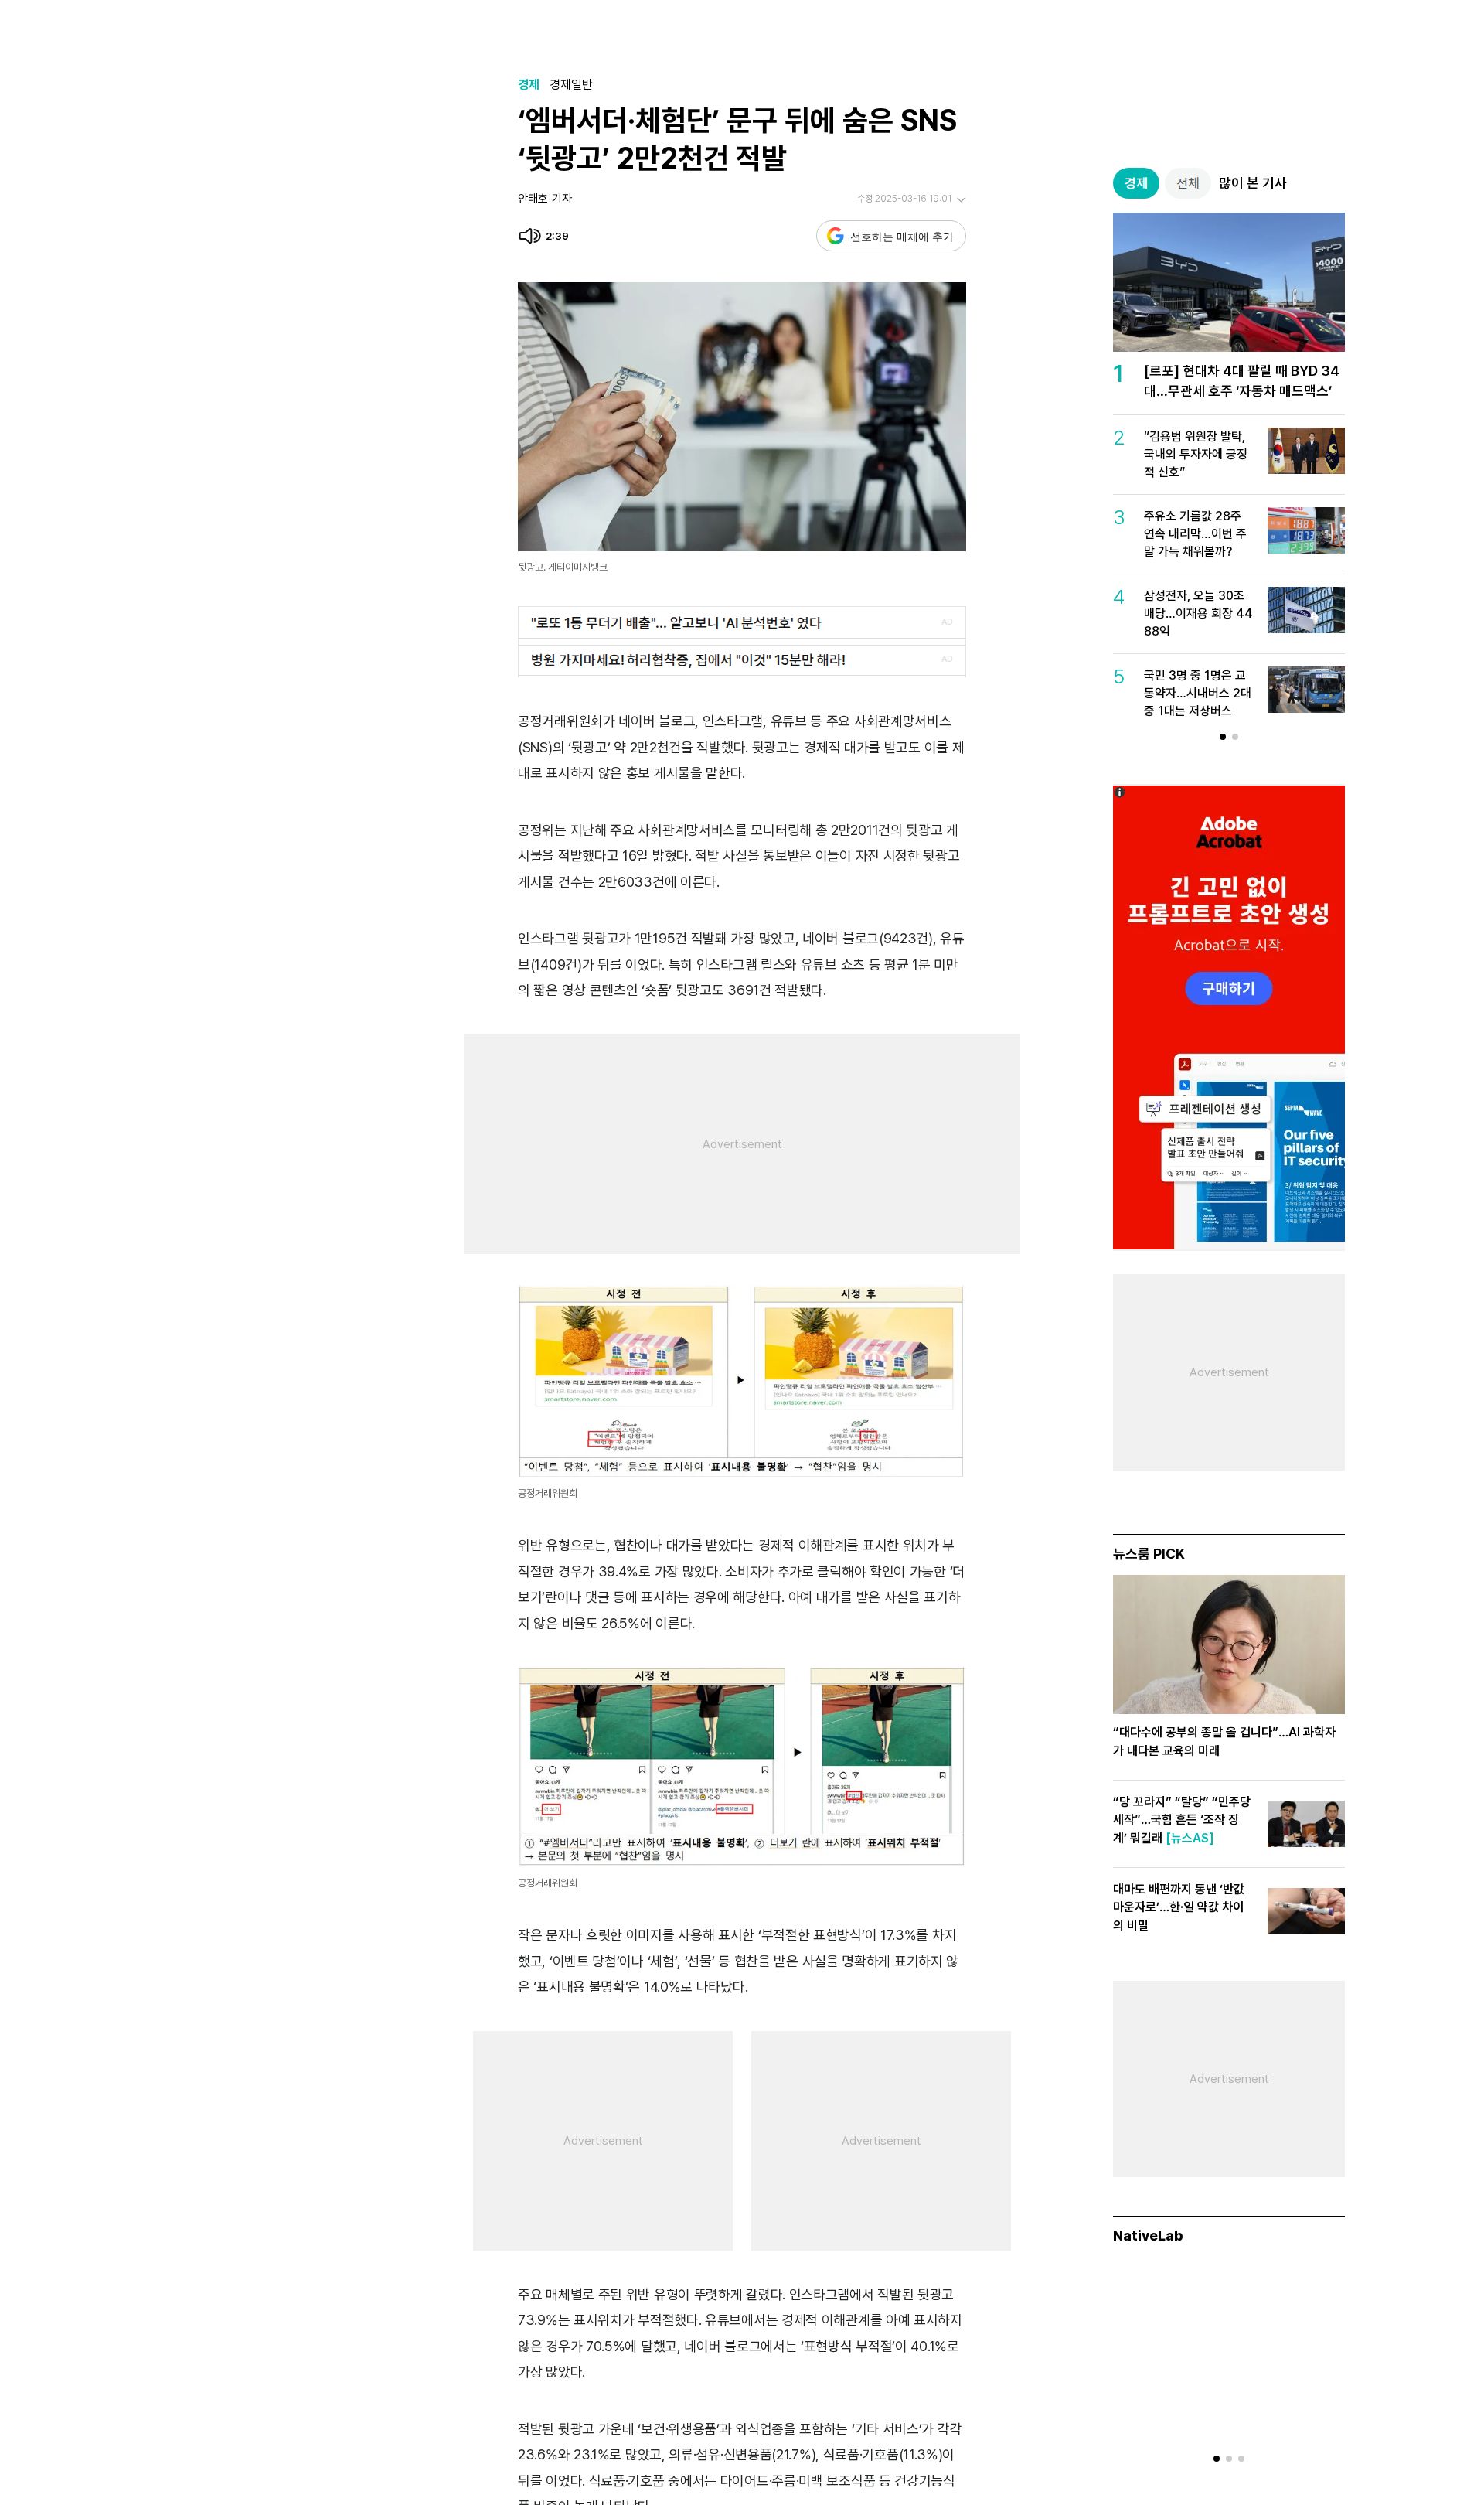 경제 경제일반
‘엠버서더·체험단’ 문구 뒤에 숨은 SNS
‘뒷광고’ 2만2천건 적발
안태호 기자
수정 2025-03-16 19:01
2:39
선호하는 매체에 추가
뒷광고. 게티이미지뱅크
"로또 1등 무더기 배출"... 알고보니 'AI 분석번호' 였다
AD
병원 가지마세요! 허리협착증, 집에서 "이것" 15분만 해라!
AD
공정거래위원회가 네이버 블로그, 인스타그램, 유튜브 등 주요 사회관계망서비스
(SNS)의 ‘뒷광고’ 약 2만2천건을 적발했다. 뒷광고는 경제적 대가를 받고도 이를 제
대로 표시하지 않은 홍보 게시물을 말한다.
공정위는 지난해 주요 사회관계망서비스를 모니터링해 총 2만2011건의 뒷광고 게
시물을 적발했다고 16일 밝혔다. 적발 사실을 통보받은 이들이 자진 시정한 뒷광고
게시물 건수는 2만6033건에 이른다.
인스타그램 뒷광고가 1만195건 적발돼 가장 많았고, 네이버 블로그(9423건), 유튜
브(1409건)가 뒤를 이었다. 특히 인스타그램 릴스와 유튜브 쇼츠 등 평균 1분 미만
의 짧은 영상 콘텐츠인 ‘숏폼’ 뒷광고도 3691건 적발됐다.
Advertisement
시정 전
시정 후
smartstore.naver.com
smartstore.naver.com
“이벤트 당첨”, “체험” 등으로 표시하여 ‘표시내용 불명확’ → “협찬”임을 명시
공정거래위원회
위반 유형으로는, 협찬이나 대가를 받았다는 경제적 이해관계를 표시한 위치가 부
적절한 경우가 39.4%로 가장 많았다. 소비자가 추가로 클릭해야 확인이 가능한 ‘더
보기’란이나 댓글 등에 표시하는 경우에 해당한다. 아예 대가를 받은 사실을 표기하
지 않은 비율도 26.5%에 이른다.
시정 전
시정 후
① “#엠버서더”라고만 표시하여 ‘표시내용 불명확’, ② 더보기 란에 표시하여 ‘표시위치 부적절’
→ 본문의 첫 부분에 “협찬”임을 명시
공정거래위원회
작은 문자나 흐릿한 이미지를 사용해 표시한 ‘부적절한 표현방식’이 17.3%를 차지
했고, ‘이벤트 당첨’이나 ‘체험’, ‘선물’ 등 협찬을 받은 사실을 명확하게 표기하지 않
은 ‘표시내용 불명확’은 14.0%로 나타났다.
Advertisement
Advertisement
주요 매체별로 주된 위반 유형이 뚜렷하게 갈렸다. 인스타그램에서 적발된 뒷광고
73.9%는 표시위치가 부적절했다. 유튜브에서는 경제적 이해관계를 아예 표시하지
않은 경우가 70.5%에 달했고, 네이버 블로그에서는 ‘표현방식 부적절’이 40.1%로
가장 많았다.
적발된 뒷광고 가운데 ‘보건·위생용품’과 외식업종을 포함하는 ‘기타 서비스’가 각각
23.6%와 23.1%로 많았고, 의류·섬유·신변용품(21.7%), 식료품·기호품(11.3%)이
뒤를 이었다. 식료품·기호품 중에서는 다이어트·주름·미백 보조식품 등 건강기능식
경제 전체 많이 본 기사
BYD
BYD
$4000
1
[르포] 현대차 4대 팔릴 때 BYD 34
대…무관세 호주 ‘자동차 매드맥스’
2
“김용범 위원장 발탁,
국내외 투자자에 긍정
적 신호”
3
주유소 기름값 28주
연속 내리막…이번 주
말 가득 채워볼까?
1887
1873
2399
4
삼성전자, 오늘 30조
배당…이재용 회장 44
88억
5
국민 3명 중 1명은 교
통약자…시내버스 2대
중 1대는 저상버스
Adobe
Acrobat
긴 고민 없이
프롬프트로 초안 생성
Acrobat으로 시작.
구매하기
도구 편집 변환
프레젠테이션 생성
신제품 출시 전략
발표 초안 만들어줘
3개 파일 대상자 길이
SEPTA WAVE
Our five
pillars of
IT security
3/ 위협 탐지 및 대응
Advertisement
뉴스룸 PICK
“대다수에 공부의 종말 올 겁니다”…AI 과학자
가 내다본 교육의 미래
“당 꼬라지” “탈당” “민주당
세작”…국힘 흔든 ‘조작 징
계’ 뭐길래 [뉴스AS]
대마도 배편까지 동낸 ‘반값
마운자로’…한·일 약값 차이
의 비밀
Advertisement
NativeLab